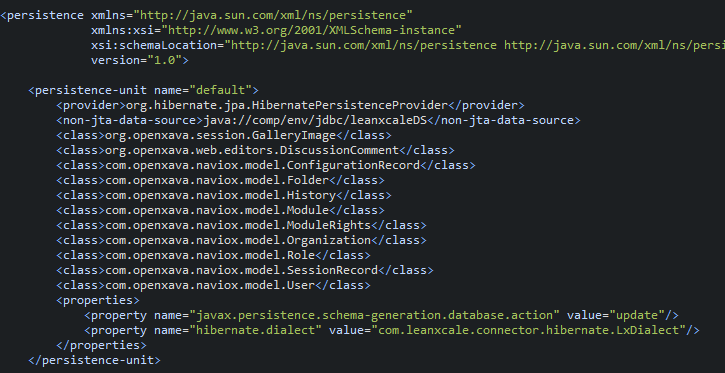 <persistence xmlns="http://java.sun.com/xml/ns/persistence"
xmlns:xsi="http://www.w3.org/2001/XMLSchema-instance"
xsi:schemaLocation="http://java.sun.com/xml/ns/persistence http://java.sun.com/xml/ns/persi
version="1.0">
<persistence-unit name="default">
<provider>org.hibernate.jpa.HibernatePersistenceProvider</provider>
<non-jta-data-source>java://comp/env/jdbc/leanxcaleDS</non-jta-data-source>
<class>org.openxava.session.GalleryImage</class>
<class>org.openxava.web.editors.DiscussionComment</class>
<class>com.openxava.naviox.model.ConfigurationRecord</class>
<class>com.openxava.naviox.model.Folder</class>
<class>com.openxava.naviox.model.History</class>
<class>com.openxava.naviox.model.Module</class>
<class>com.openxava.naviox.model.ModuleRights</class>
<class>com.openxava.naviox.model.Organization</class>
<class>com.openxava.naviox.model.Role</class>
<class>com.openxava.naviox.model.SessionRecord</class>
<class>com.openxava.naviox.model.User</class>
<properties>
<property name="javax.persistence.schema-generation.database.action" value="update"/>
<property name="hibernate.dialect" value="com.leanxcale.connector.hibernate.LxDialect"/>
</properties>
</persistence-unit>